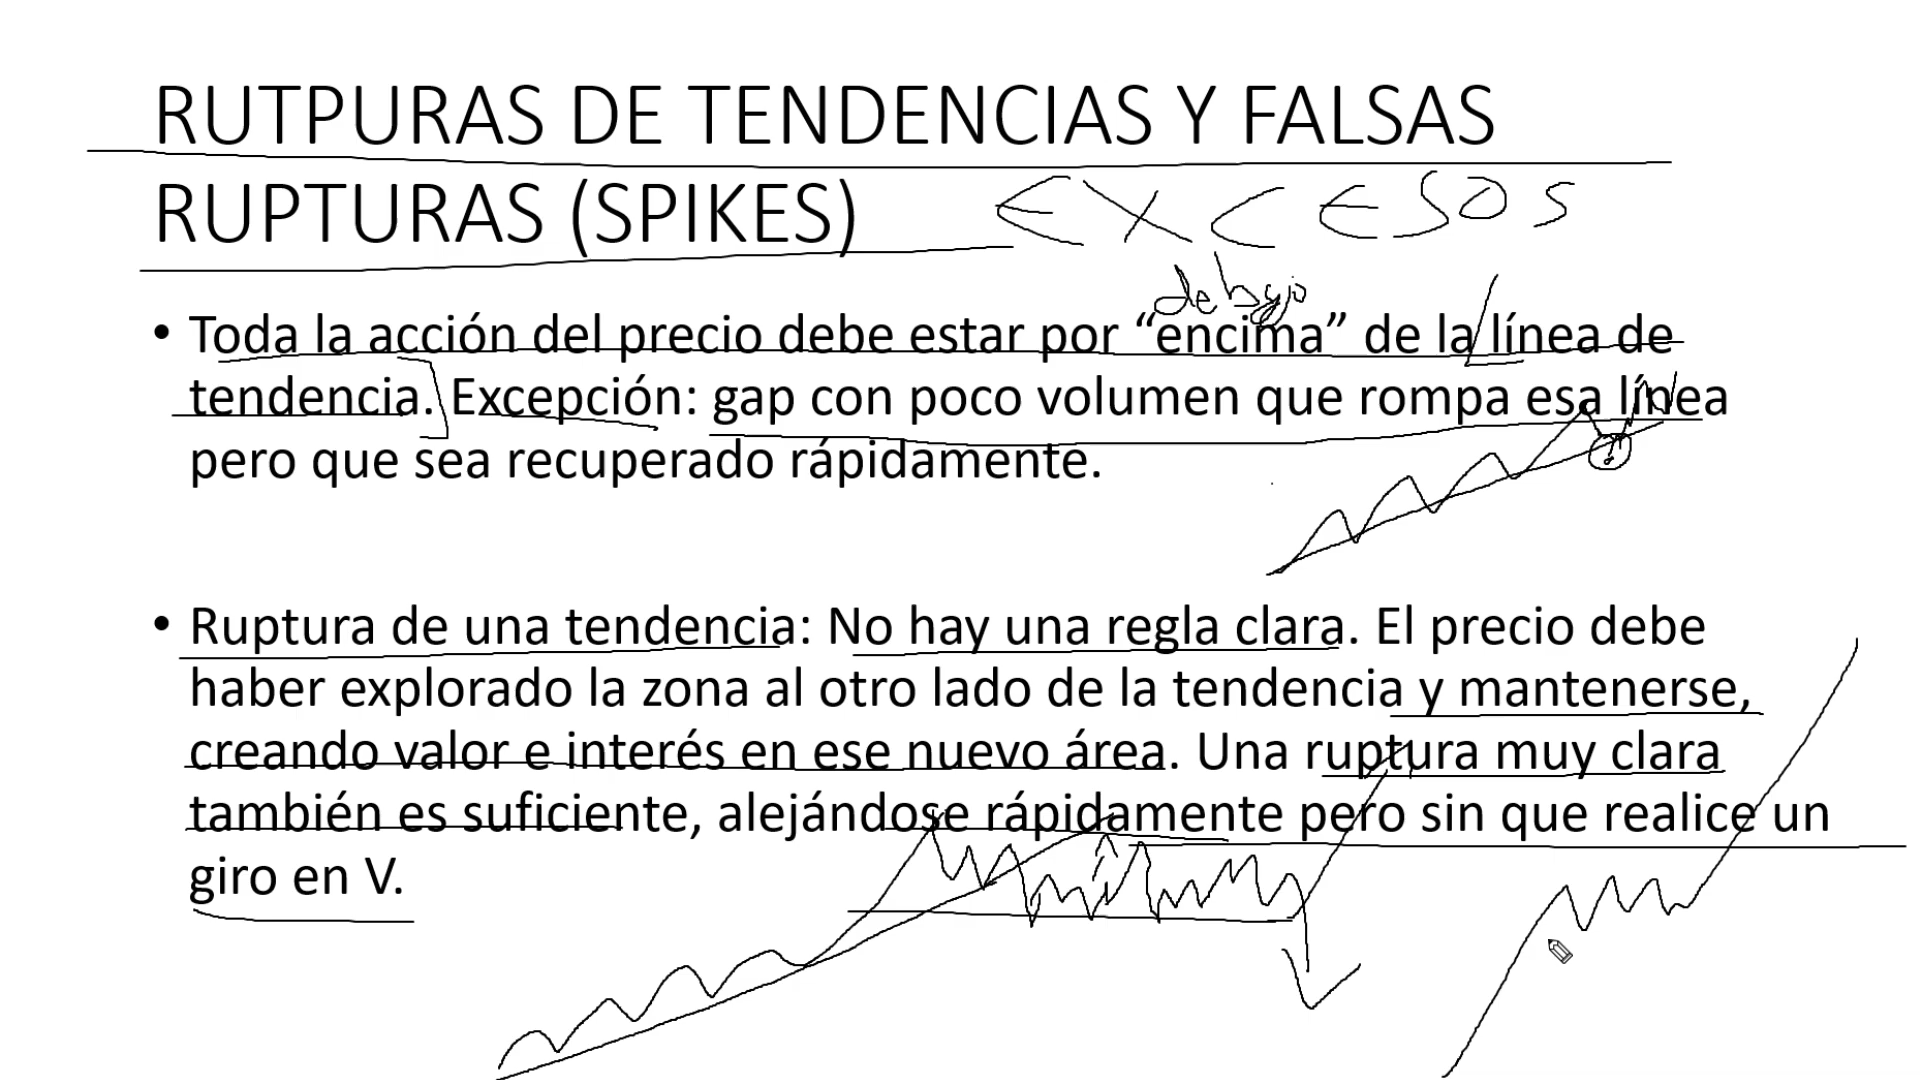 RUTPURAS DE TENDENCIAS Y FALSAS
RUPTURAS (SPIKES)
EXCESOS
debajo
• Toda la acción del precio debe estar por “encima” de la línea de
tendencia. Excepción: gap con poco volumen que rompa esa línea
pero que sea recuperado rápidamente.
• Ruptura de una tendencia: No hay una regla clara. El precio debe
haber explorado la zona al otro lado de la tendencia y mantenerse,
creando valor e interés en ese nuevo área. Una ruptura muy clara
también es suficiente, alejándose rápidamente pero sin que realice un
giro en V.